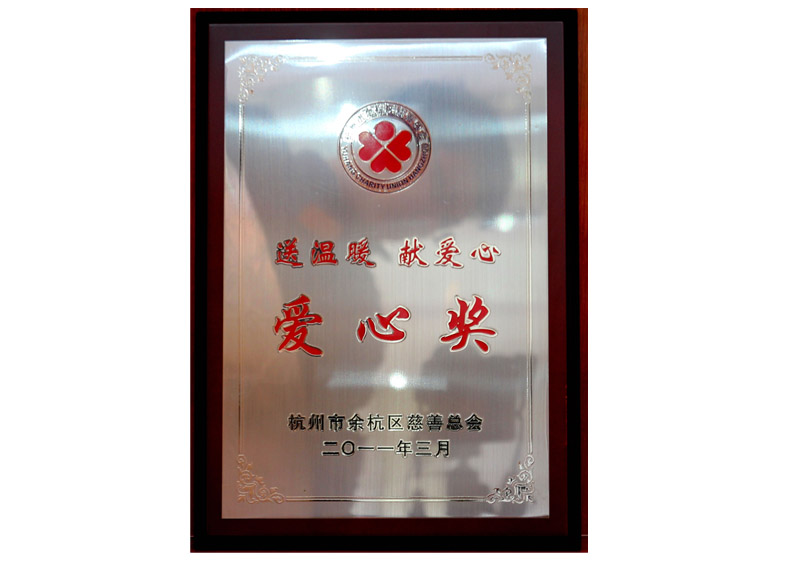 送温暖 献爱心
爱心奖
杭州市余杭区慈善总会
二〇一一年三月